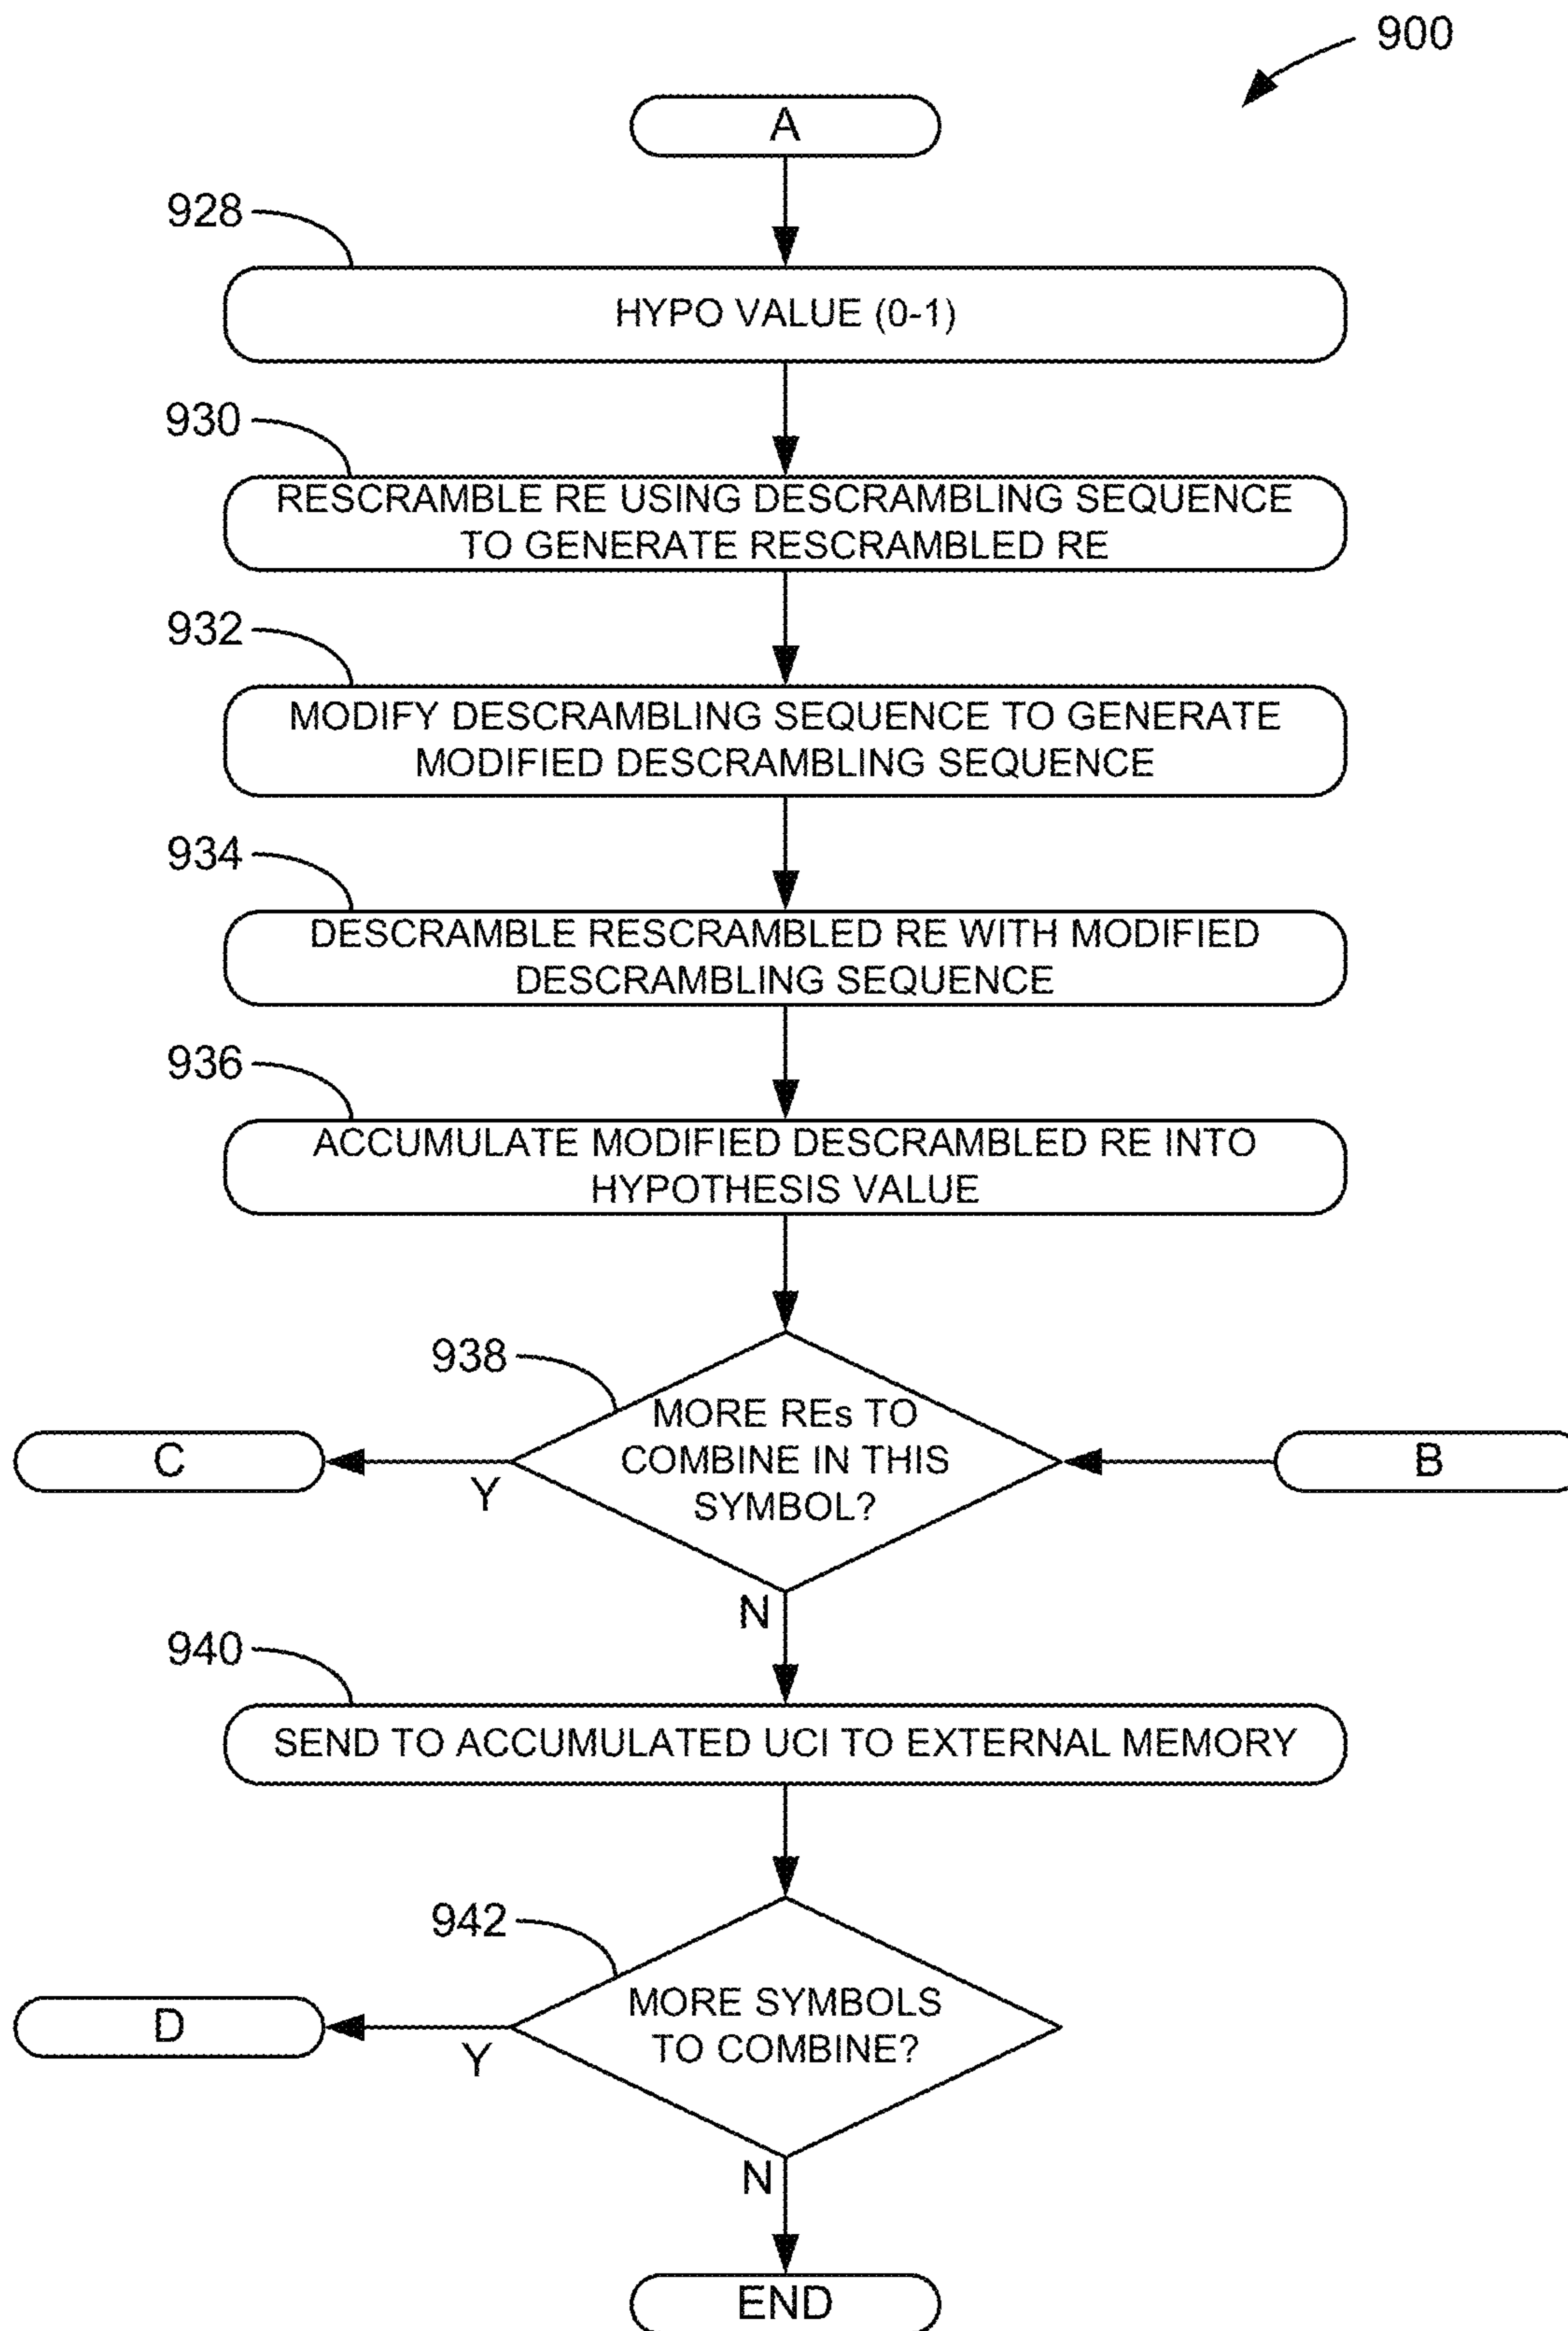 900
A
928
HYPO VALUE (0-1)
930
RESCRAMBLE RE USING DESCRAMBLING SEQUENCE
TO GENERATE RESCRAMBLED RE
932
MODIFY DESCRAMBLING SEQUENCE TO GENERATE
MODIFIED DESCRAMBLING SEQUENCE
934
DESCRAMBLE RESCRAMBLED RE WITH MODIFIED
DESCRAMBLING SEQUENCE
936
ACCUMULATE MODIFIED DESCRAMBLED RE INTO
HYPOTHESIS VALUE
938
MORE REs TO
COMBINE IN THIS
SYMBOL?
C
Y
B
N
940
SEND TO ACCUMULATED UCI TO EXTERNAL MEMORY
942
MORE SYMBOLS
TO COMBINE?
D
Y
N
END